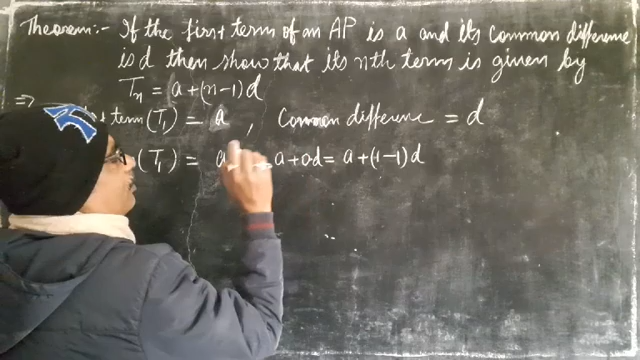 Theorem:- If the first term of an AP is a and its Common difference
is d then show that its nth term is given by
Tn = a + (n-1)d
=>
term (T1) = a , Common difference = d
(T1) = a = a + 0d = a + (1-1)d